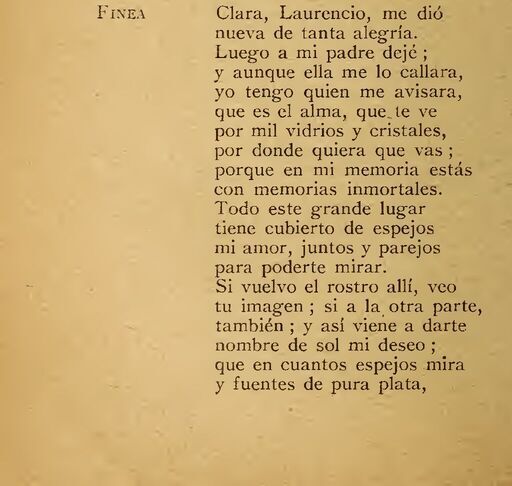 FINEA Clara, Laurencio, me dió
nueva de tanta alegría.
Luego a mi padre dejé ;
y aunque ella me lo callara,
yo tengo quien me avisara,
que es el alma, que te ve
por mil vidrios y cristales,
por donde quiera que vas ;
porque en mi memoria estás
con memorias inmortales.
Todo este grande lugar
tiene cubierto de espejos
mi amor, juntos y parejos
para poderte mirar.
Si vuelvo el rostro allí, veo
tu imagen ; si a la otra parte,
también ; y así viene a darte
nombre de sol mi deseo ;
que en cuantos espejos mira
y fuentes de pura plata,